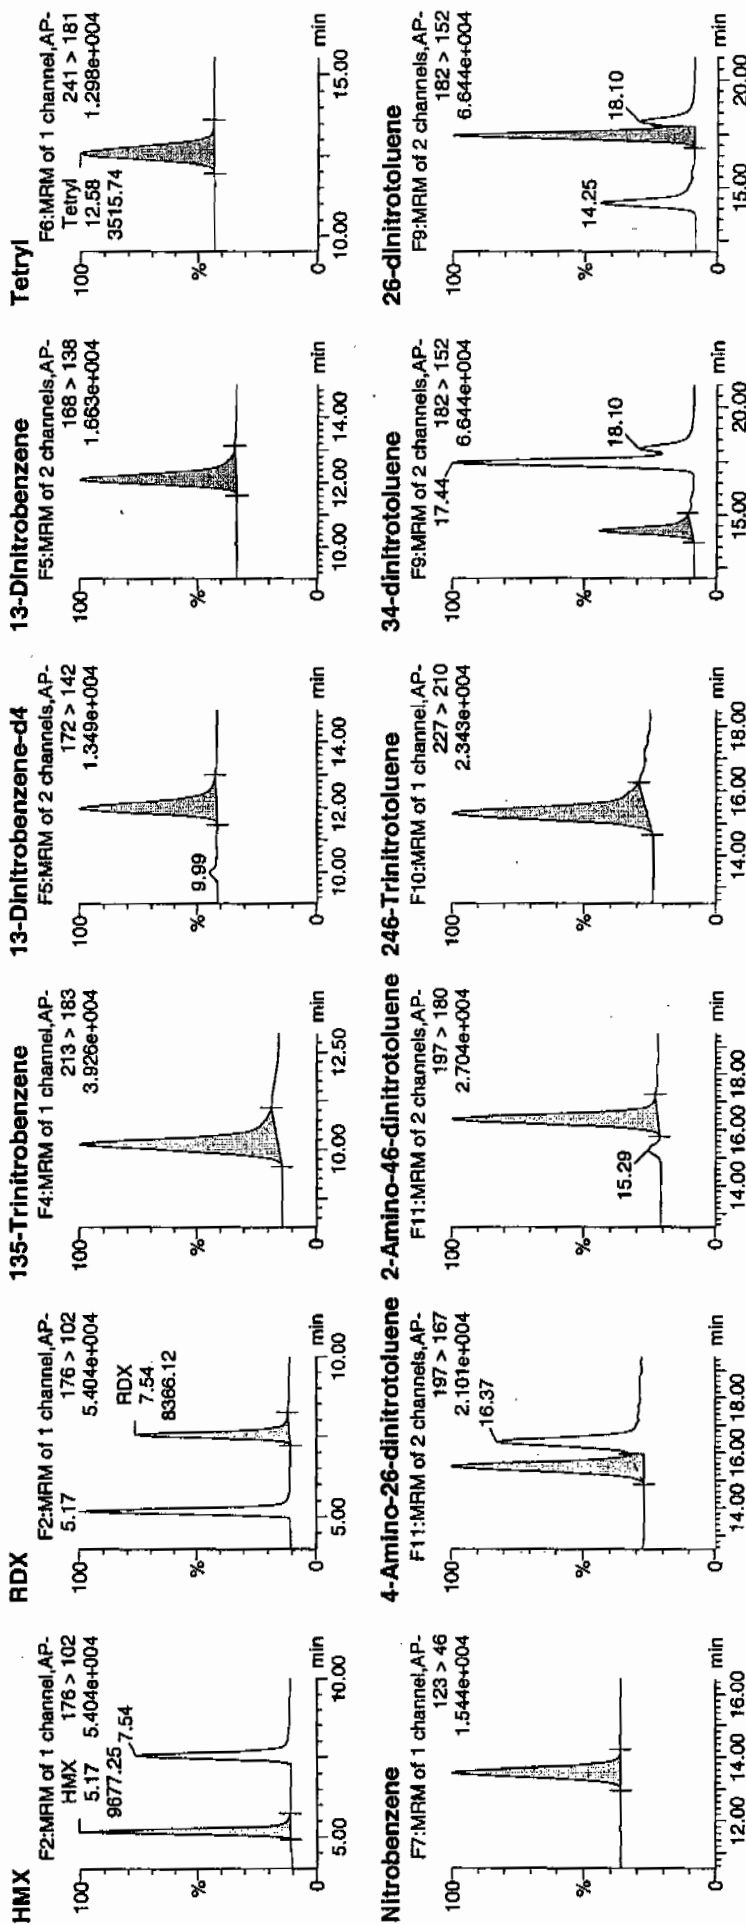 HMX
F2:MRM of 1 channel,AP-
HMX 176 > 102
5.17 5.404e+004
9677.25
7.54
100
%
0
5.00 10.00 min
RDX
F2:MRM of 1 channel,AP-
5.17 176 > 102
5.404e+004
RDX
7.54
8366.12
100
%
0
5.00 10.00 min
135-Trinitrobenzene
F4:MRM of 1 channel,AP-
213 > 183
3.926e+004
100
%
0
10.00 12.50 min
13-Dinitrobenzene-d4
F5:MRM of 2 channels,AP-
172 > 142
1.349e+004
9.99
100
%
0
10.00 12.00 14.00 min
13-Dinitrobenzene
F5:MRM of 2 channels,AP-
168 > 138
1.663e+004
100
%
0
10.00 12.00 14.00 min
Tetryl
F6:MRM of 1 channel,AP-
Tetryl 241 > 181
12.58 1.298e+004
3515.74
100
%
0
10.00 15.00 min
Nitrobenzene
F7:MRM of 1 channel,AP-
123 > 46
1.544e+004
100
%
0
12.00 14.00 16.00 min
4-Amino-26-dinitrotoluene
F11:MRM of 2 channels,AP-
197 > 167
2.101e+004
16.37
100
%
0
14.00 16.00 18.00 min
2-Amino-46-dinitrotoluene
F11:MRM of 2 channels,AP-
197 > 180
2.704e+004
15.29
100
%
0
14.00 16.00 18.00 min
246-Trinitrotoluene
F10:MRM of 1 channel,AP-
227 > 210
2.343e+004
100
%
0
14.00 16.00 18.00 min
34-dinitrotoluene
F9:MRM of 2 channels,AP-
17.44 182 > 152
6.644e+004
18.10
100
%
0
15.00 20.00 min
26-dinitrotoluene
F9:MRM of 2 channels,AP-
182 > 152
6.644e+004
14.25
18.10
100
%
0
15.00 20.00 min